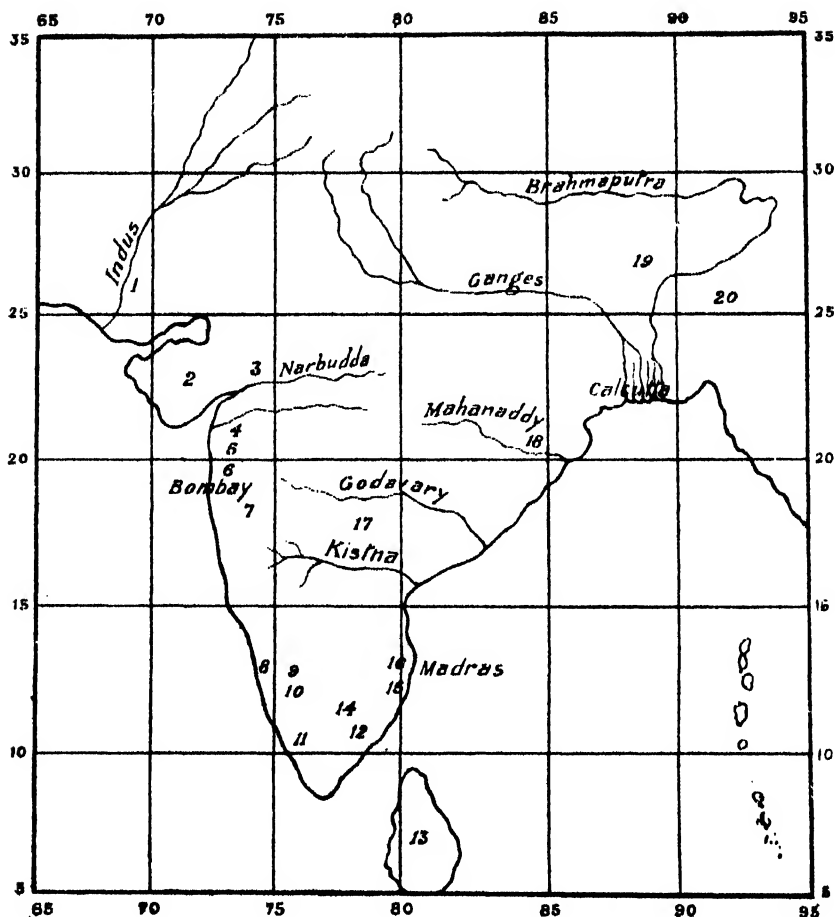 65 70 75 80 85 90 95
35 35
30 30
Brahmaputra
Indus
19
1
Ganges
20
25 25
2
3 Narbudda
Calcutta
4
Mahanaddy
18
5
20 20
6
Bombay
Godavary
7
17
Kistna
15 15
8 9 16 Madras
10 15
14
12
11
10 10
13
5 5
65 70 75 80 85 90 95